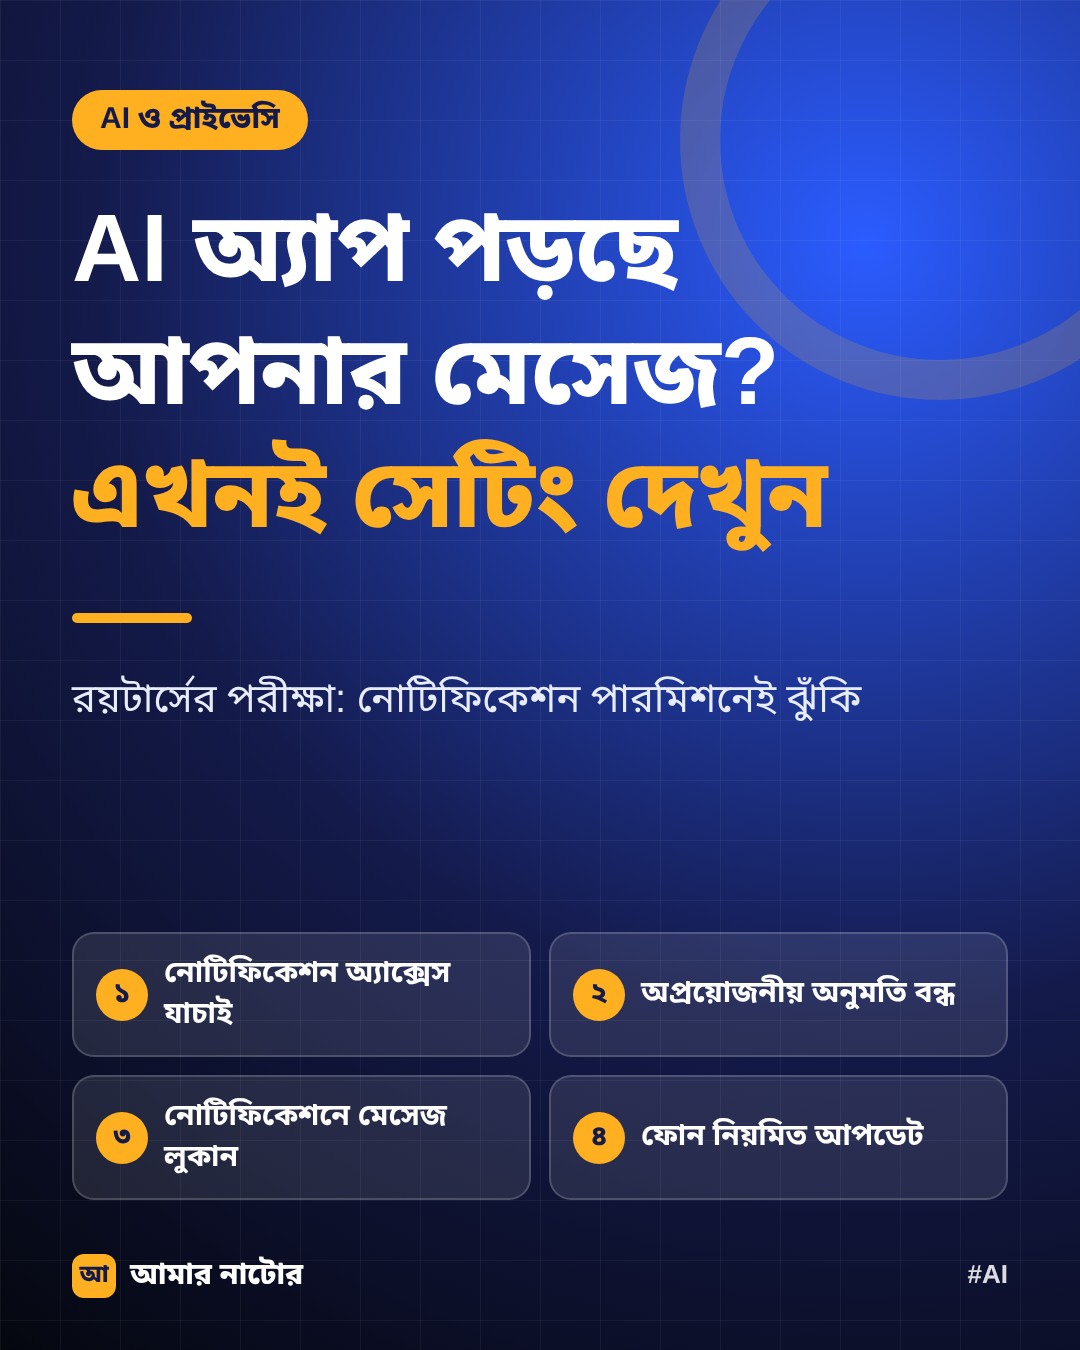 AI ও প্রাইভেসি
AI অ্যাপ পড়ছে
আপনার মেসেজ?
এখনই সেটিং দেখুন
রয়টার্সের পরীক্ষা: নোটিফিকেশন পারমিশনেই ঝুঁকি
১ নোটিফিকেশন অ্যাক্সেস
যাচাই
২ অপ্রয়োজনীয় অনুমতি বন্ধ
৩ নোটিফিকেশনে মেসেজ
লুকান
৪ ফোন নিয়মিত আপডেট
আ আমার নাটোর
#AI